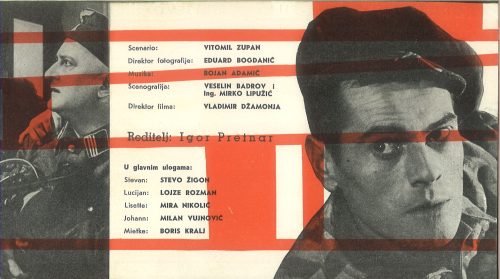 Scenario: VITOMIL ZUPAN
Direktor fotografije: EDUARD BOGDANIĆ
Muzika: BOJAN ADAMIČ
Scenografija: VESELIN BADROV i
Ing. MIRKO LIPUŽIĆ
Direktor filma: VLADIMIR DŽAMONJA
Reditelj: Igor Pretnar
U glavnim ulogama:
Stevan: STEVO ŽIGON
Lucijan: LOJZE ROZMAN
Lisette: MIRA NIKOLIĆ
Johann: MILAN VUJNOVIĆ
Mietke: BORIS KRALJ